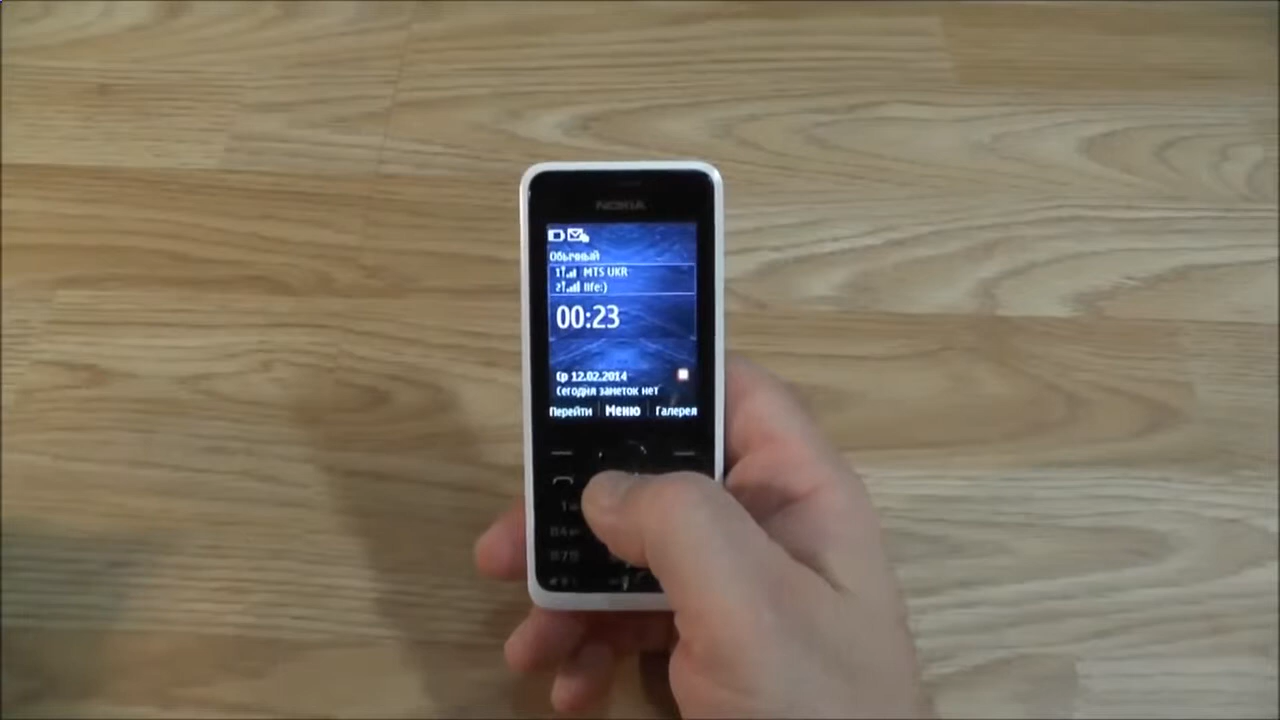 NOKIA
Обычный
1 MTS UKR
2 life:)
00:23
Ср 12.02.2014
Сегодня заметок нет
Перейти Меню Галерея